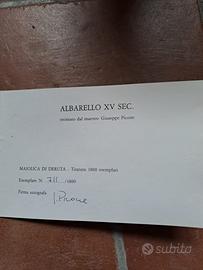 ALBARELLO XV SEC.
ricreato dal maestro Giuseppe Picone
MAIOLICA DI DERUTA - Tiratura 1000 esemplari
Esemplare N. 711 /1000
Firma autografa G. Picone
subito